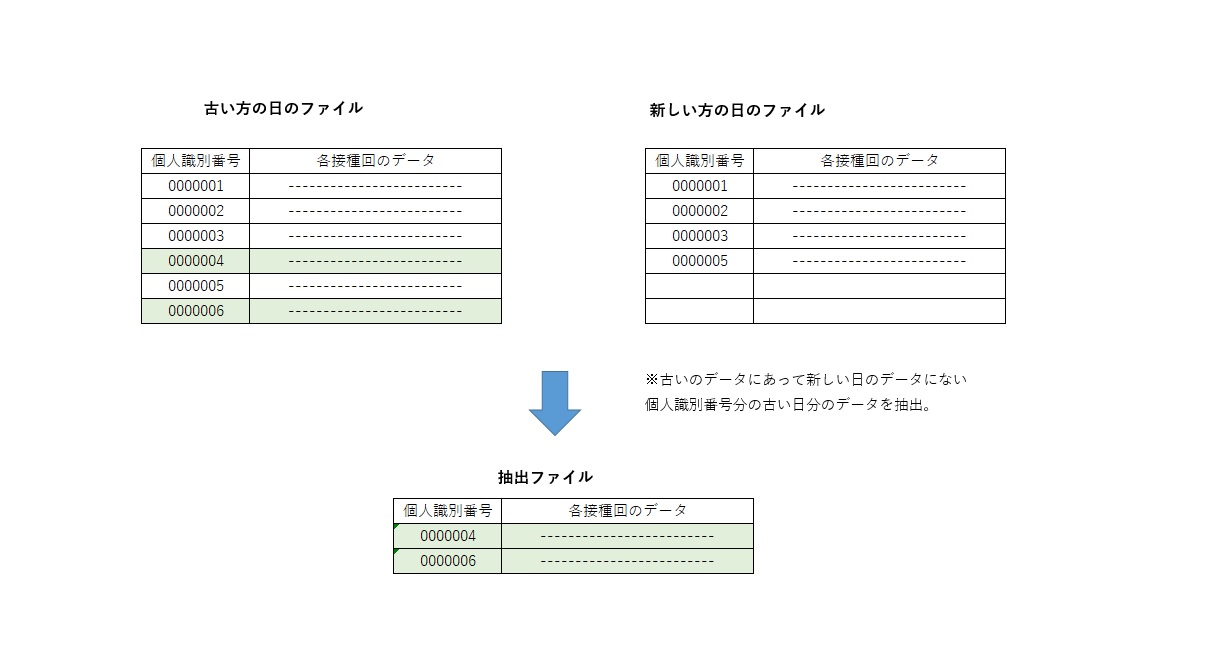 古い方の日のファイル
新しい方の日のファイル
個人識別番号 各接種回のデータ
0000001 -------------------------
0000002 -------------------------
0000003 -------------------------
0000004 -------------------------
0000005 -------------------------
0000006 -------------------------
個人識別番号 各接種回のデータ
0000001 -------------------------
0000002 -------------------------
0000003 -------------------------
0000005 -------------------------
※古いのデータにあって新しい日のデータにない
個人識別番号分の古い日分のデータを抽出。
抽出ファイル
個人識別番号 各接種回のデータ
0000004 -------------------------
0000006 -------------------------